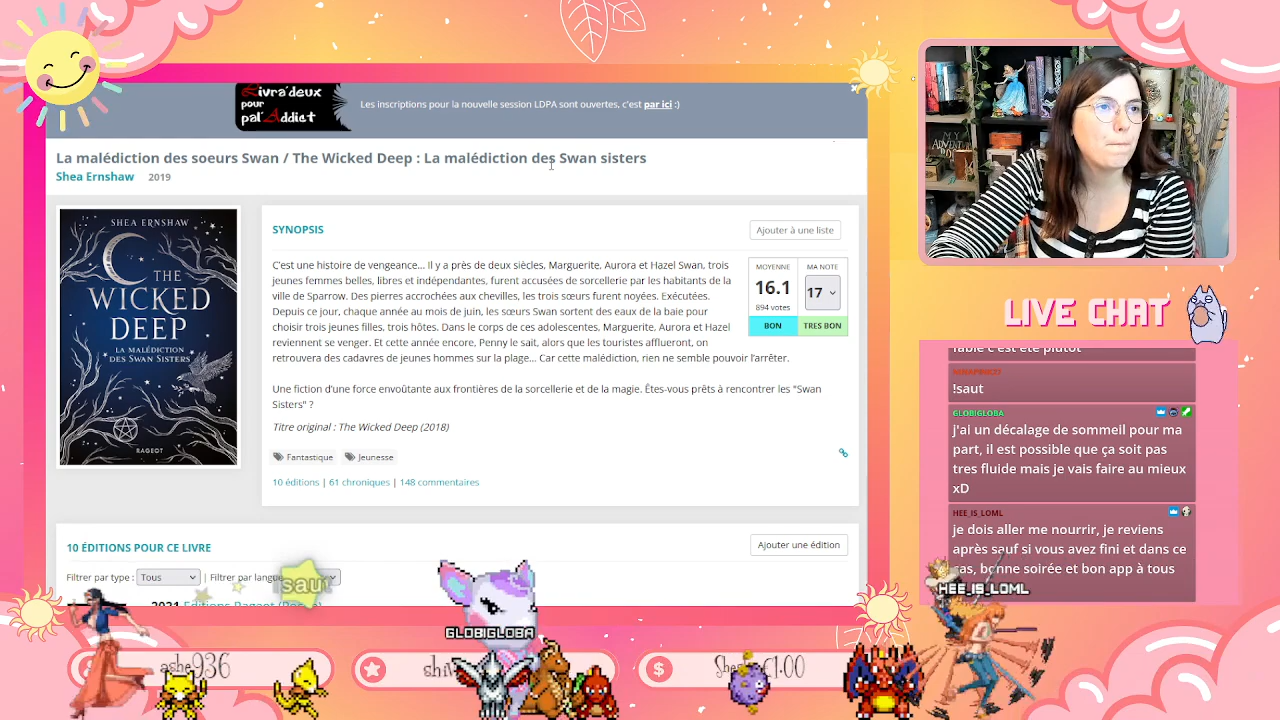 Livra'deux
pour
pal'Addict
Les inscriptions pour la nouvelle session LDPA sont ouvertes, c'est par ici :)
La malédiction des soeurs Swan / The Wicked Deep : La malédiction des Swan sisters
Shea Ernshaw 2019
SHEA ERNSHAW
THE
WICKED
DEEP
LA MALÉDICTION
DES SWAN SISTERS
RAGEOT
SYNOPSIS
Ajouter à une liste
C'est une histoire de vengeance... Il y a près de deux siècles, Marguerite, Aurora et Hazel Swan, trois
jeunes femmes belles, libres et indépendantes, furent accusées de sorcellerie par les habitants de la
ville de Sparrow. Des pierres accrochées aux chevilles, les trois sœurs furent noyées. Exécutées.
Depuis ce jour, chaque année au mois de juin, les sœurs Swan sortent des eaux de la baie pour
choisir trois jeunes filles, trois hôtes. Dans le corps de ces adolescentes, Marguerite, Aurora et Hazel
reviennent se venger. Et cette année encore, Penny le sait, alors que les touristes afflueront, on
retrouvera des cadavres de jeunes hommes sur la plage... Car cette malédiction, rien ne semble pouvoir l'arrêter.
Une fiction d'une force envoûtante aux frontières de la sorcellerie et de la magie. Êtes-vous prêts à rencontrer les "Swan
Sisters" ?
Titre original : The Wicked Deep (2018)
MOYENNE
16.1
894 votes
BON
MA NOTE
17
TRES BON
Fantastique Jeunesse
10 éditions | 61 chroniques | 148 commentaires
10 ÉDITIONS POUR CE LIVRE
Ajouter une édition
Filtrer par type : Tous | Filtrer par langue
!saut
2021 Editions Rageot (Poche)
MY
ADVENTURE
BOOK
LIVE CHAT
fable c'est été plutôt
!saut
GLOBIGLOBA
j'ai un décalage de sommeil pour ma
part, il est possible que ça soit pas
tres fluide mais je vais faire au mieux
xD
HEE_IS_LOML
je dois aller me nourrir, je reviens
après sauf si vous avez fini et dans ce
cas, bonne soirée et bon app à tous
HEE_IS_LOML
GLOBIGLOBA
ashe936